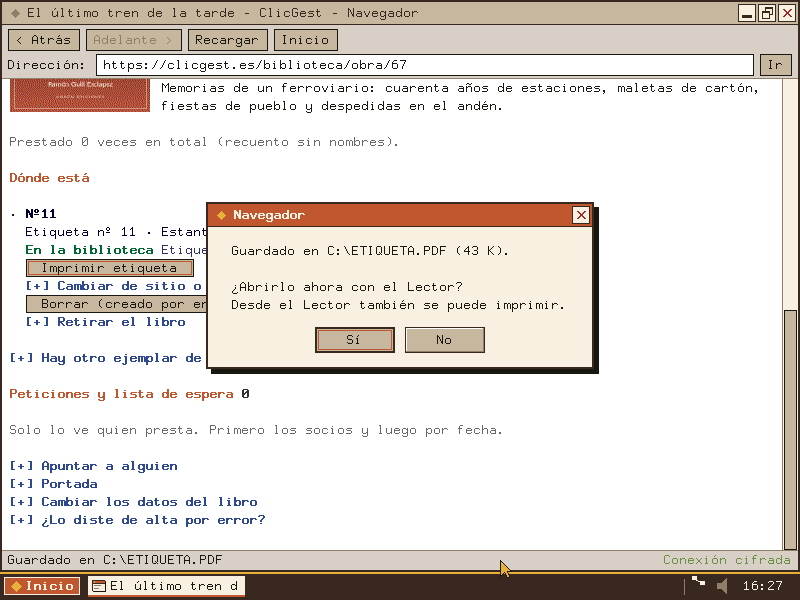 El último tren de la tarde - ClicGest - Navegador
< Atrás Adelante > Recargar Inicio
Dirección: https://clicgest.es/biblioteca/obra/67 Ir
Ramón Guill Esclapez
Memorias de un ferroviario: cuarenta años de estaciones, maletas de cartón,
fiestas de pueblo y despedidas en el andén.
Prestado 0 veces en total (recuento sin nombres).
Dónde está
· Nº11
Etiqueta nº 11 · Estant
En la biblioteca Etique
Imprimir etiqueta
[+] Cambiar de sitio o
Borrar (creado por er
[+] Retirar el libro
[+] Hay otro ejemplar de
Navegador
Guardado en C:\ETIQUETA.PDF (43 K).
¿Abrirlo ahora con el Lector?
Desde el Lector también se puede imprimir.
Sí No
Peticiones y lista de espera 0
Solo lo ve quien presta. Primero los socios y luego por fecha.
[+] Apuntar a alguien
[+] Portada
[+] Cambiar los datos del libro
[+] ¿Lo diste de alta por error?
Guardado en C:\ETIQUETA.PDF Conexión cifrada
Inicio El último tren d 16:27